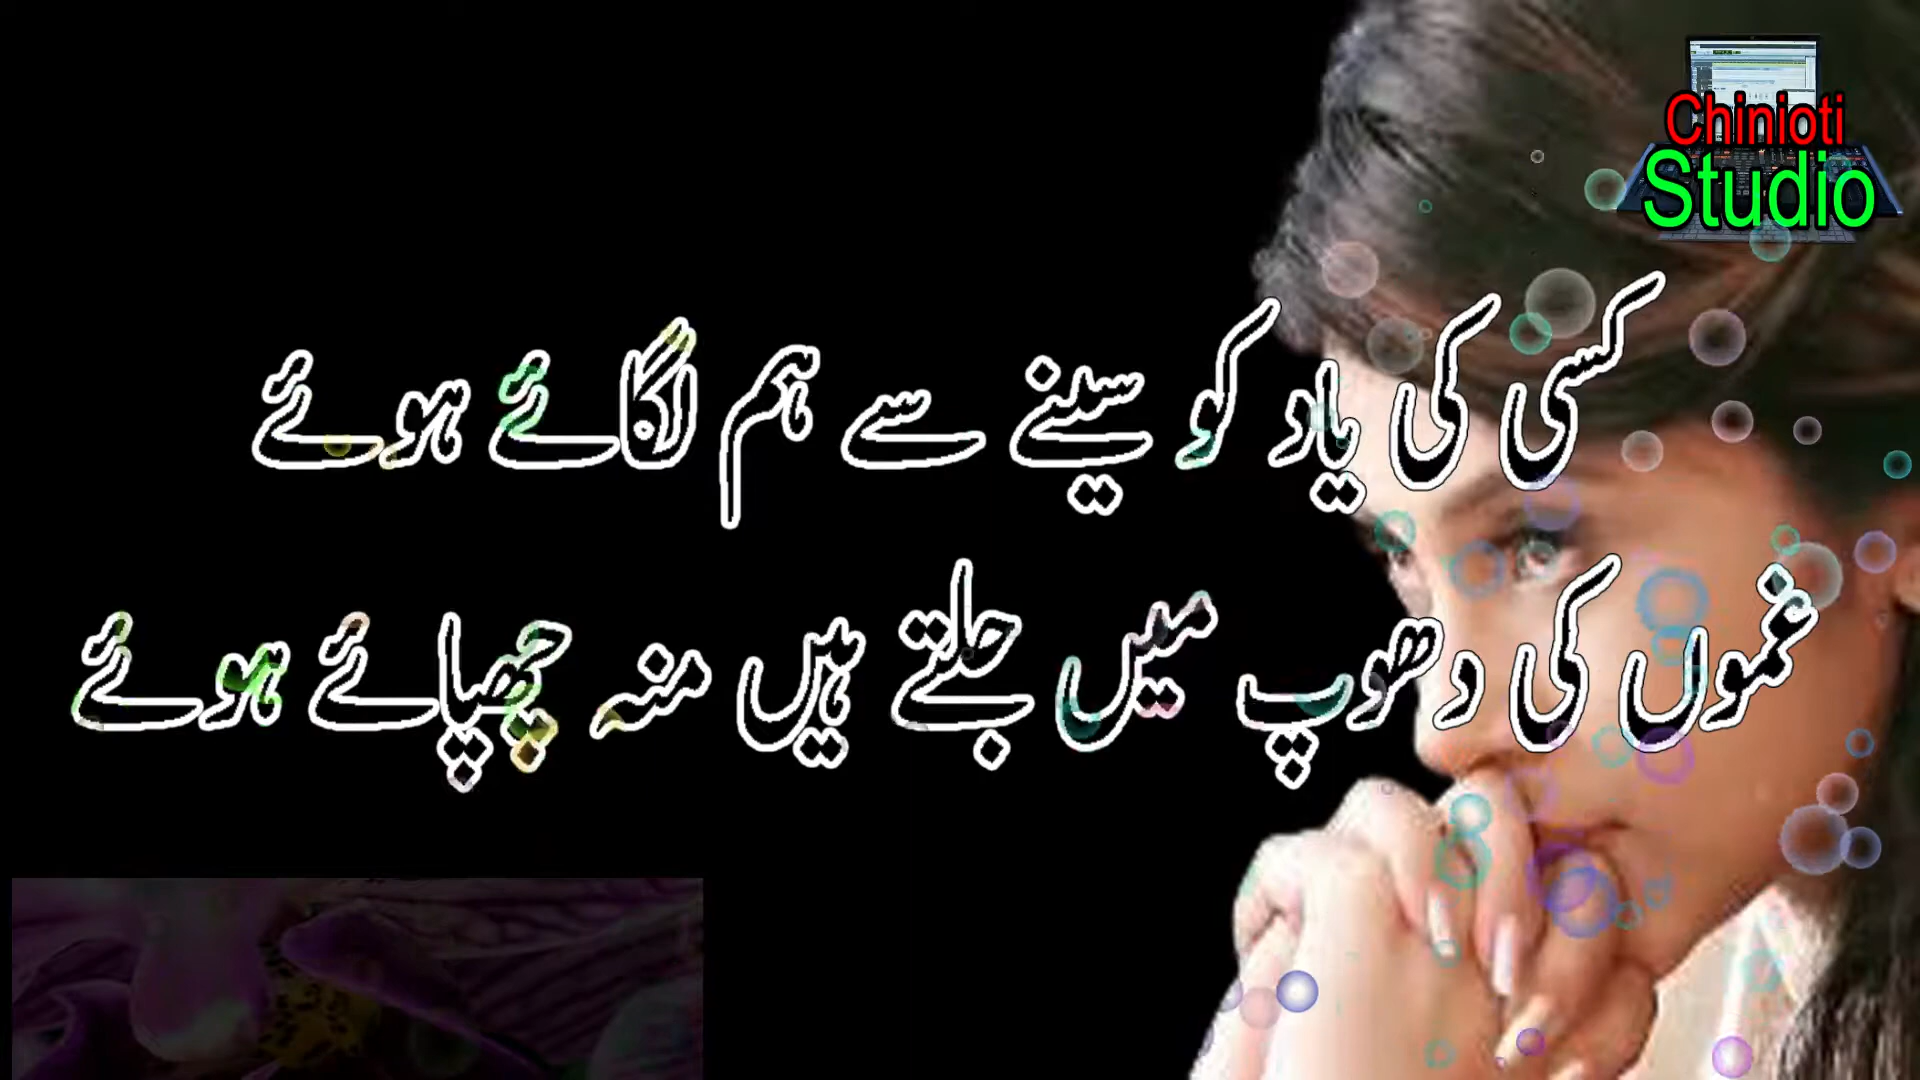 Chinioti
Studio
کسی کی یاد کو سینے سے ہم لگائے ہوئے
غموں کی دھوپ میں جلتے ہیں منہ چھپائے ہوئے